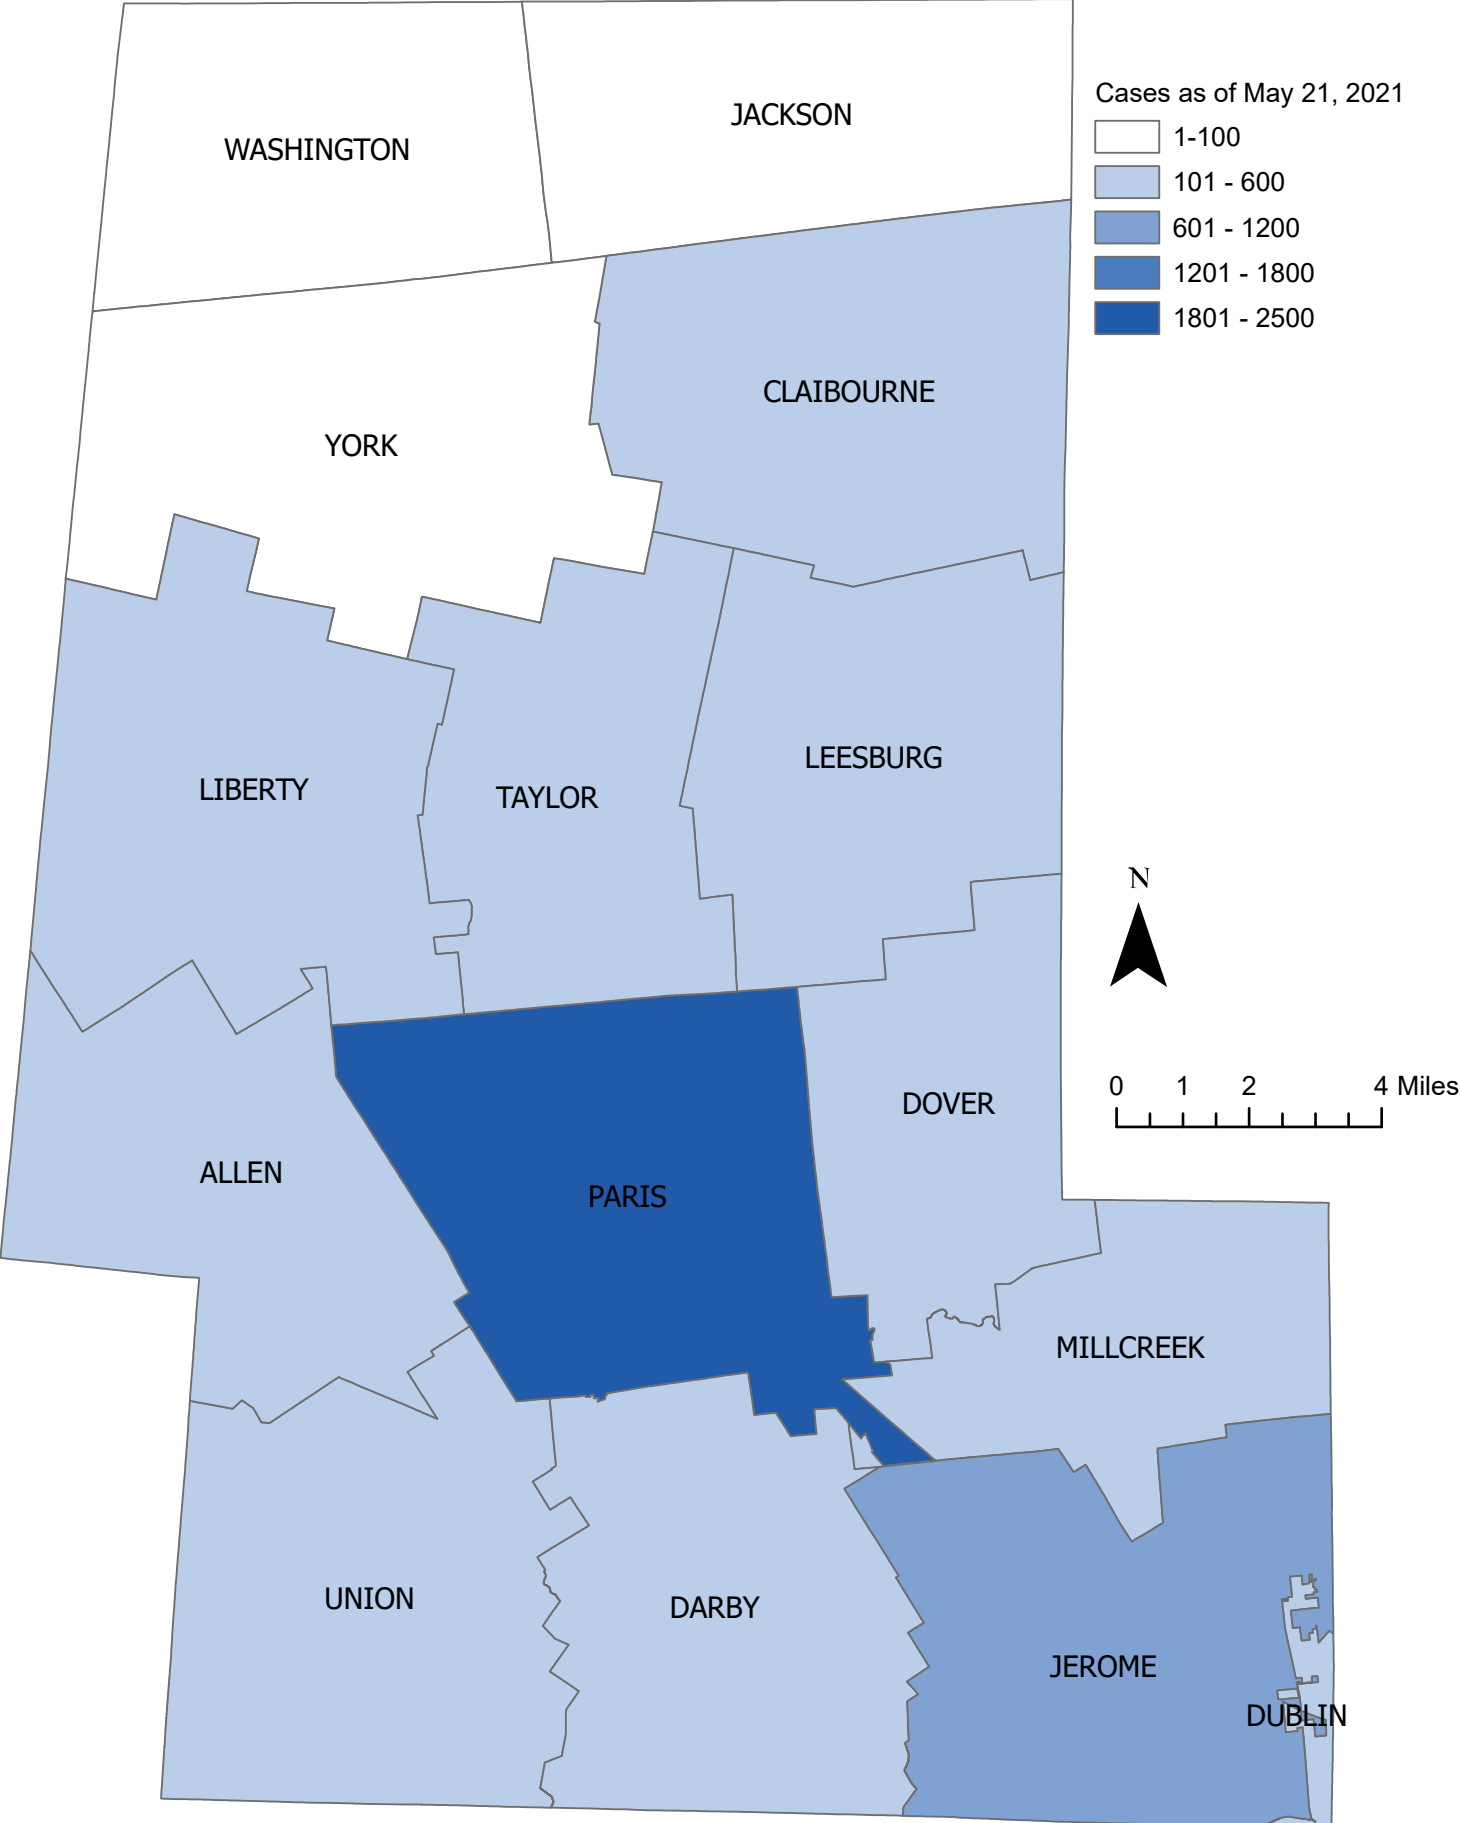 Cases as of May 21, 2021
1-100
101 - 600
601 - 1200
1201 - 1800
1801 - 2500
JACKSON
WASHINGTON
CLAIBOURNE
YORK
LEESBURG
LIBERTY
TAYLOR
N
0 1 2 4 Miles
DOVER
ALLEN
PARIS
MILLCREEK
UNION
DARBY
JEROME
DUBLIN